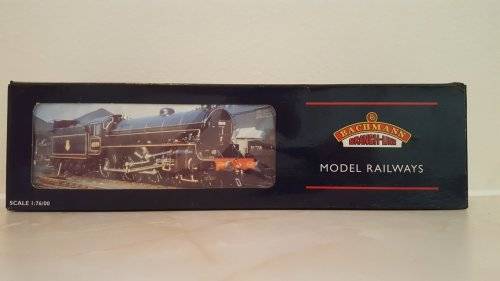 BACHMANN
BRANCH-LINE
MODEL RAILWAYS
SCALE 1:76/00